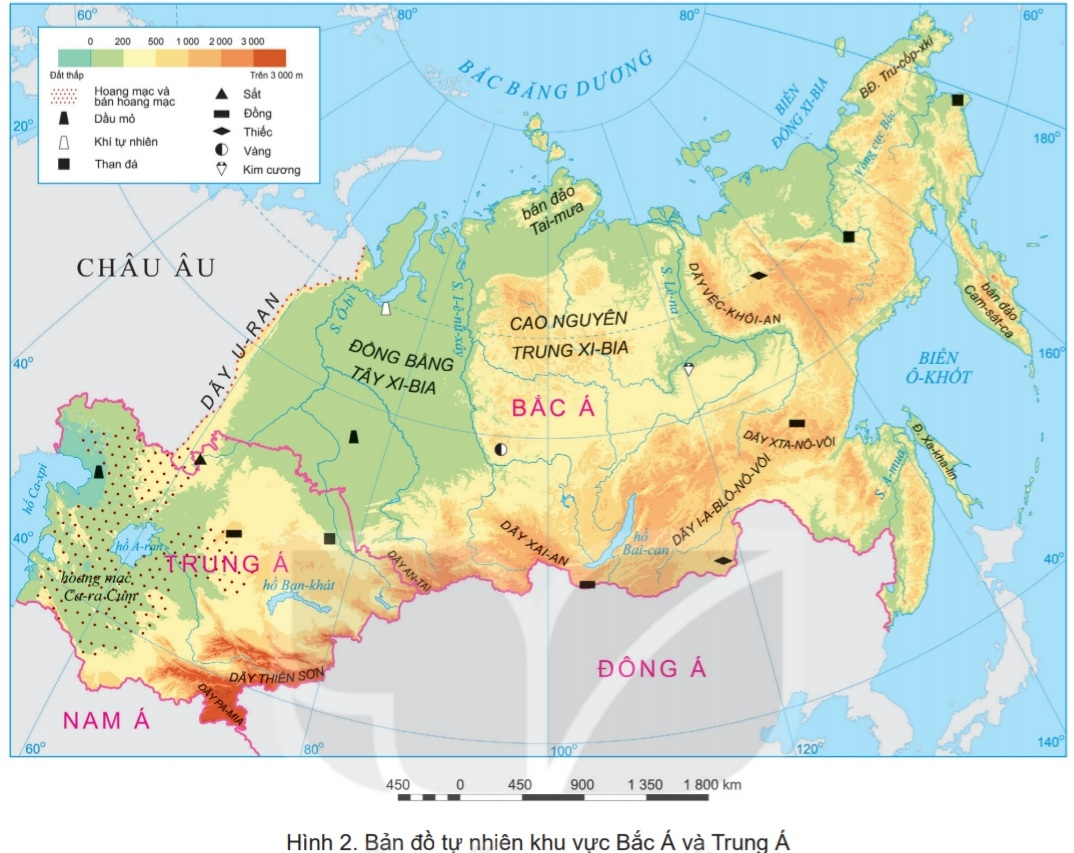 60°
80°
80°
60°
0 200 500 1 000 2 000 3 000
Đất thấp
Trên 3 000 m
Hoang mạc và
bán hoang mạc
Dầu mỏ
Khí tự nhiên
Than đá
Sắt
Đồng
Thiếc
Vàng
Kim cương
20°
180°
BẮC BĂNG DƯƠNG
BIỂN
ĐÔNG XI-BIA
BĐ. Tru-cốp-xki
Vòng cực Bắc
bán đảo
Tai-mưa
CHÂU ÂU
DÃY U-RAN
S. Ô-bi
S. I-ê-nít-xây
S. Lê-na
DÃY VÉC-KHÔI-AN
CAO NGUYÊN
TRUNG XI-BIA
ĐỒNG BẰNG
TÂY XI-BIA
BẮC Á
bán đảo
Cam-sát-ca
BIỂN
Ô-KHỐT
160°
40°
DÃY XTA-NÔ-VÔI
Đ. Xa-kha-lin
S. A-mua
DÃY I-A-BLÔ-NÔ-VÔI
hồ Ca-xpi
40°
hồ A-ran
TRUNG Á
hồ Ban-khát
DÃY AN-TAI
DÃY XAI-AN
hồ
Bai-can
40°
hoang mạc
Ca-ra-Cum
DÃY THIÊN SƠN
DÃY PA-MIA
ĐÔNG Á
NAM Á
60°
80°
100°
120°
140°
450 0 450 900 1 350 1 800 km
Hình 2. Bản đồ tự nhiên khu vực Bắc Á và Trung Á